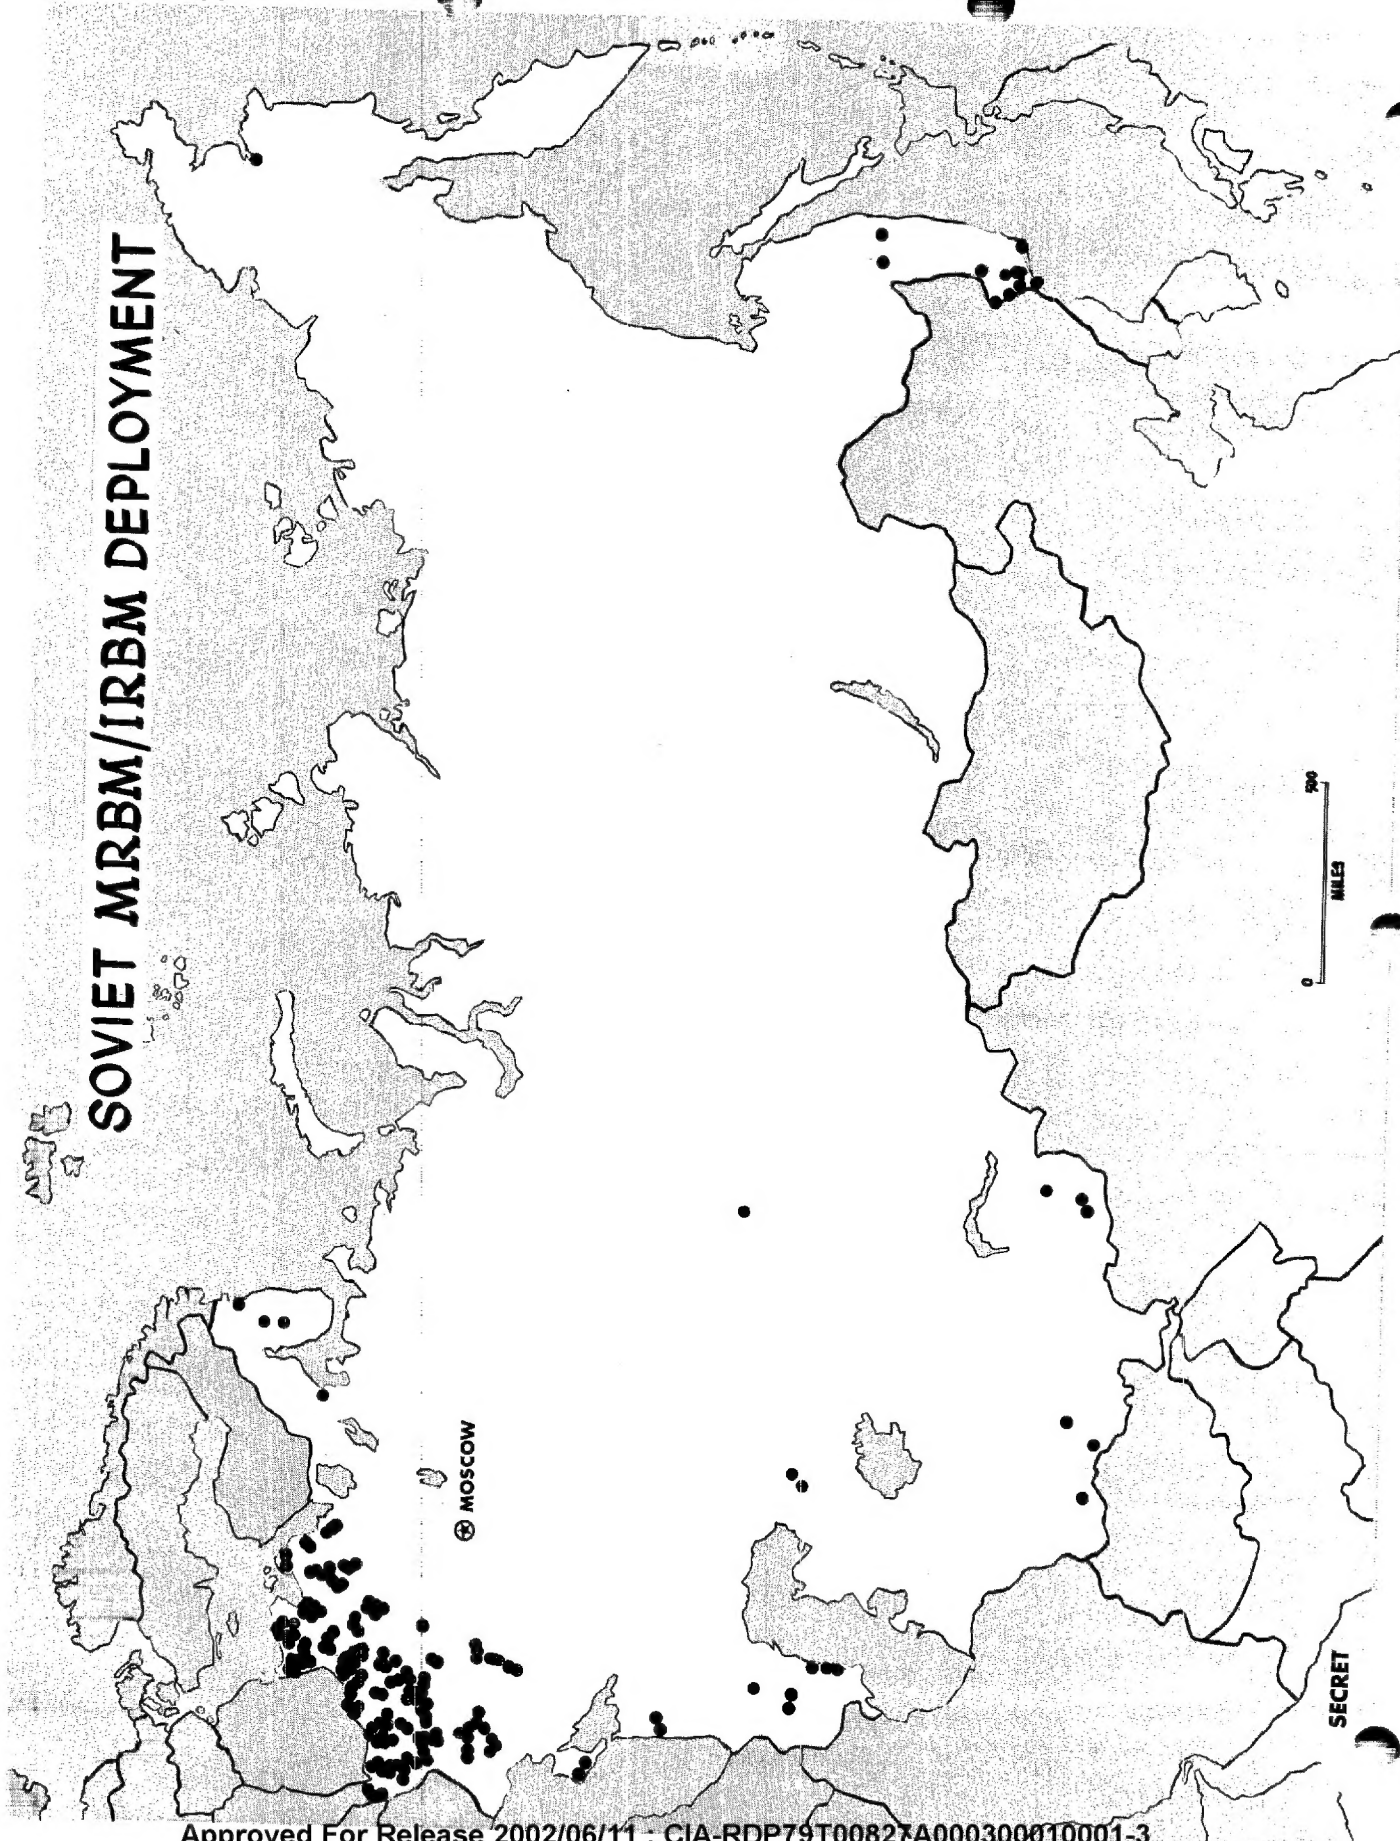 SOVIET MRBM/IRBM DEPLOYMENT
MOSCOW
0 500
MILES
SECRET
Approved For Release 2002/06/11 : CIA-RDP79T00827A000300010001-3